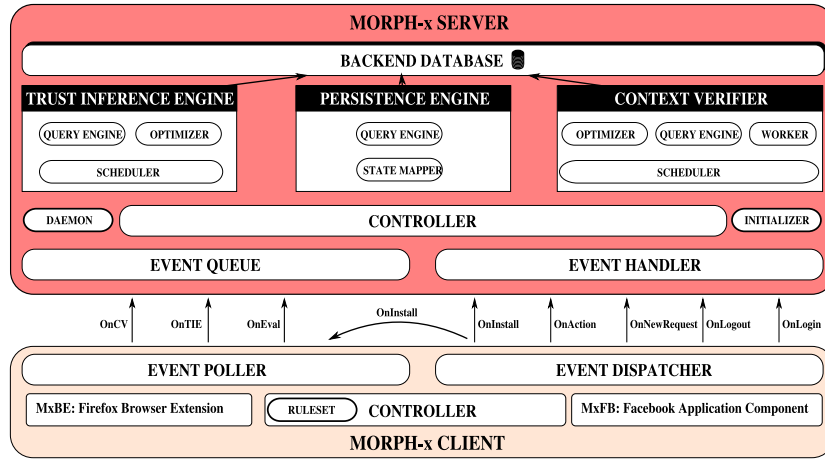 MORPH-x SERVER
BACKEND DATABASE
TRUST INFERENCE ENGINE
PERSISTENCE ENGINE
CONTEXT VERIFIER
QUERY ENGINE
OPTIMIZER
QUERY ENGINE
OPTIMIZER
QUERY ENGINE
WORKER
SCHEDULER
STATE MAPPER
SCHEDULER
DAEMON
CONTROLLER
INITIALIZER
EVENT QUEUE
EVENT HANDLER
OnCV
OnTIE
OnEval
OnInstall
OnInstall
OnAction
OnNewRequest
OnLogout
OnLogin
EVENT POLLER
EVENT DISPATCHER
MxBE: Firefox Browser Extension
RULESET
CONTROLLER
MxFB: Facebook Application Component
MORPH-x CLIENT